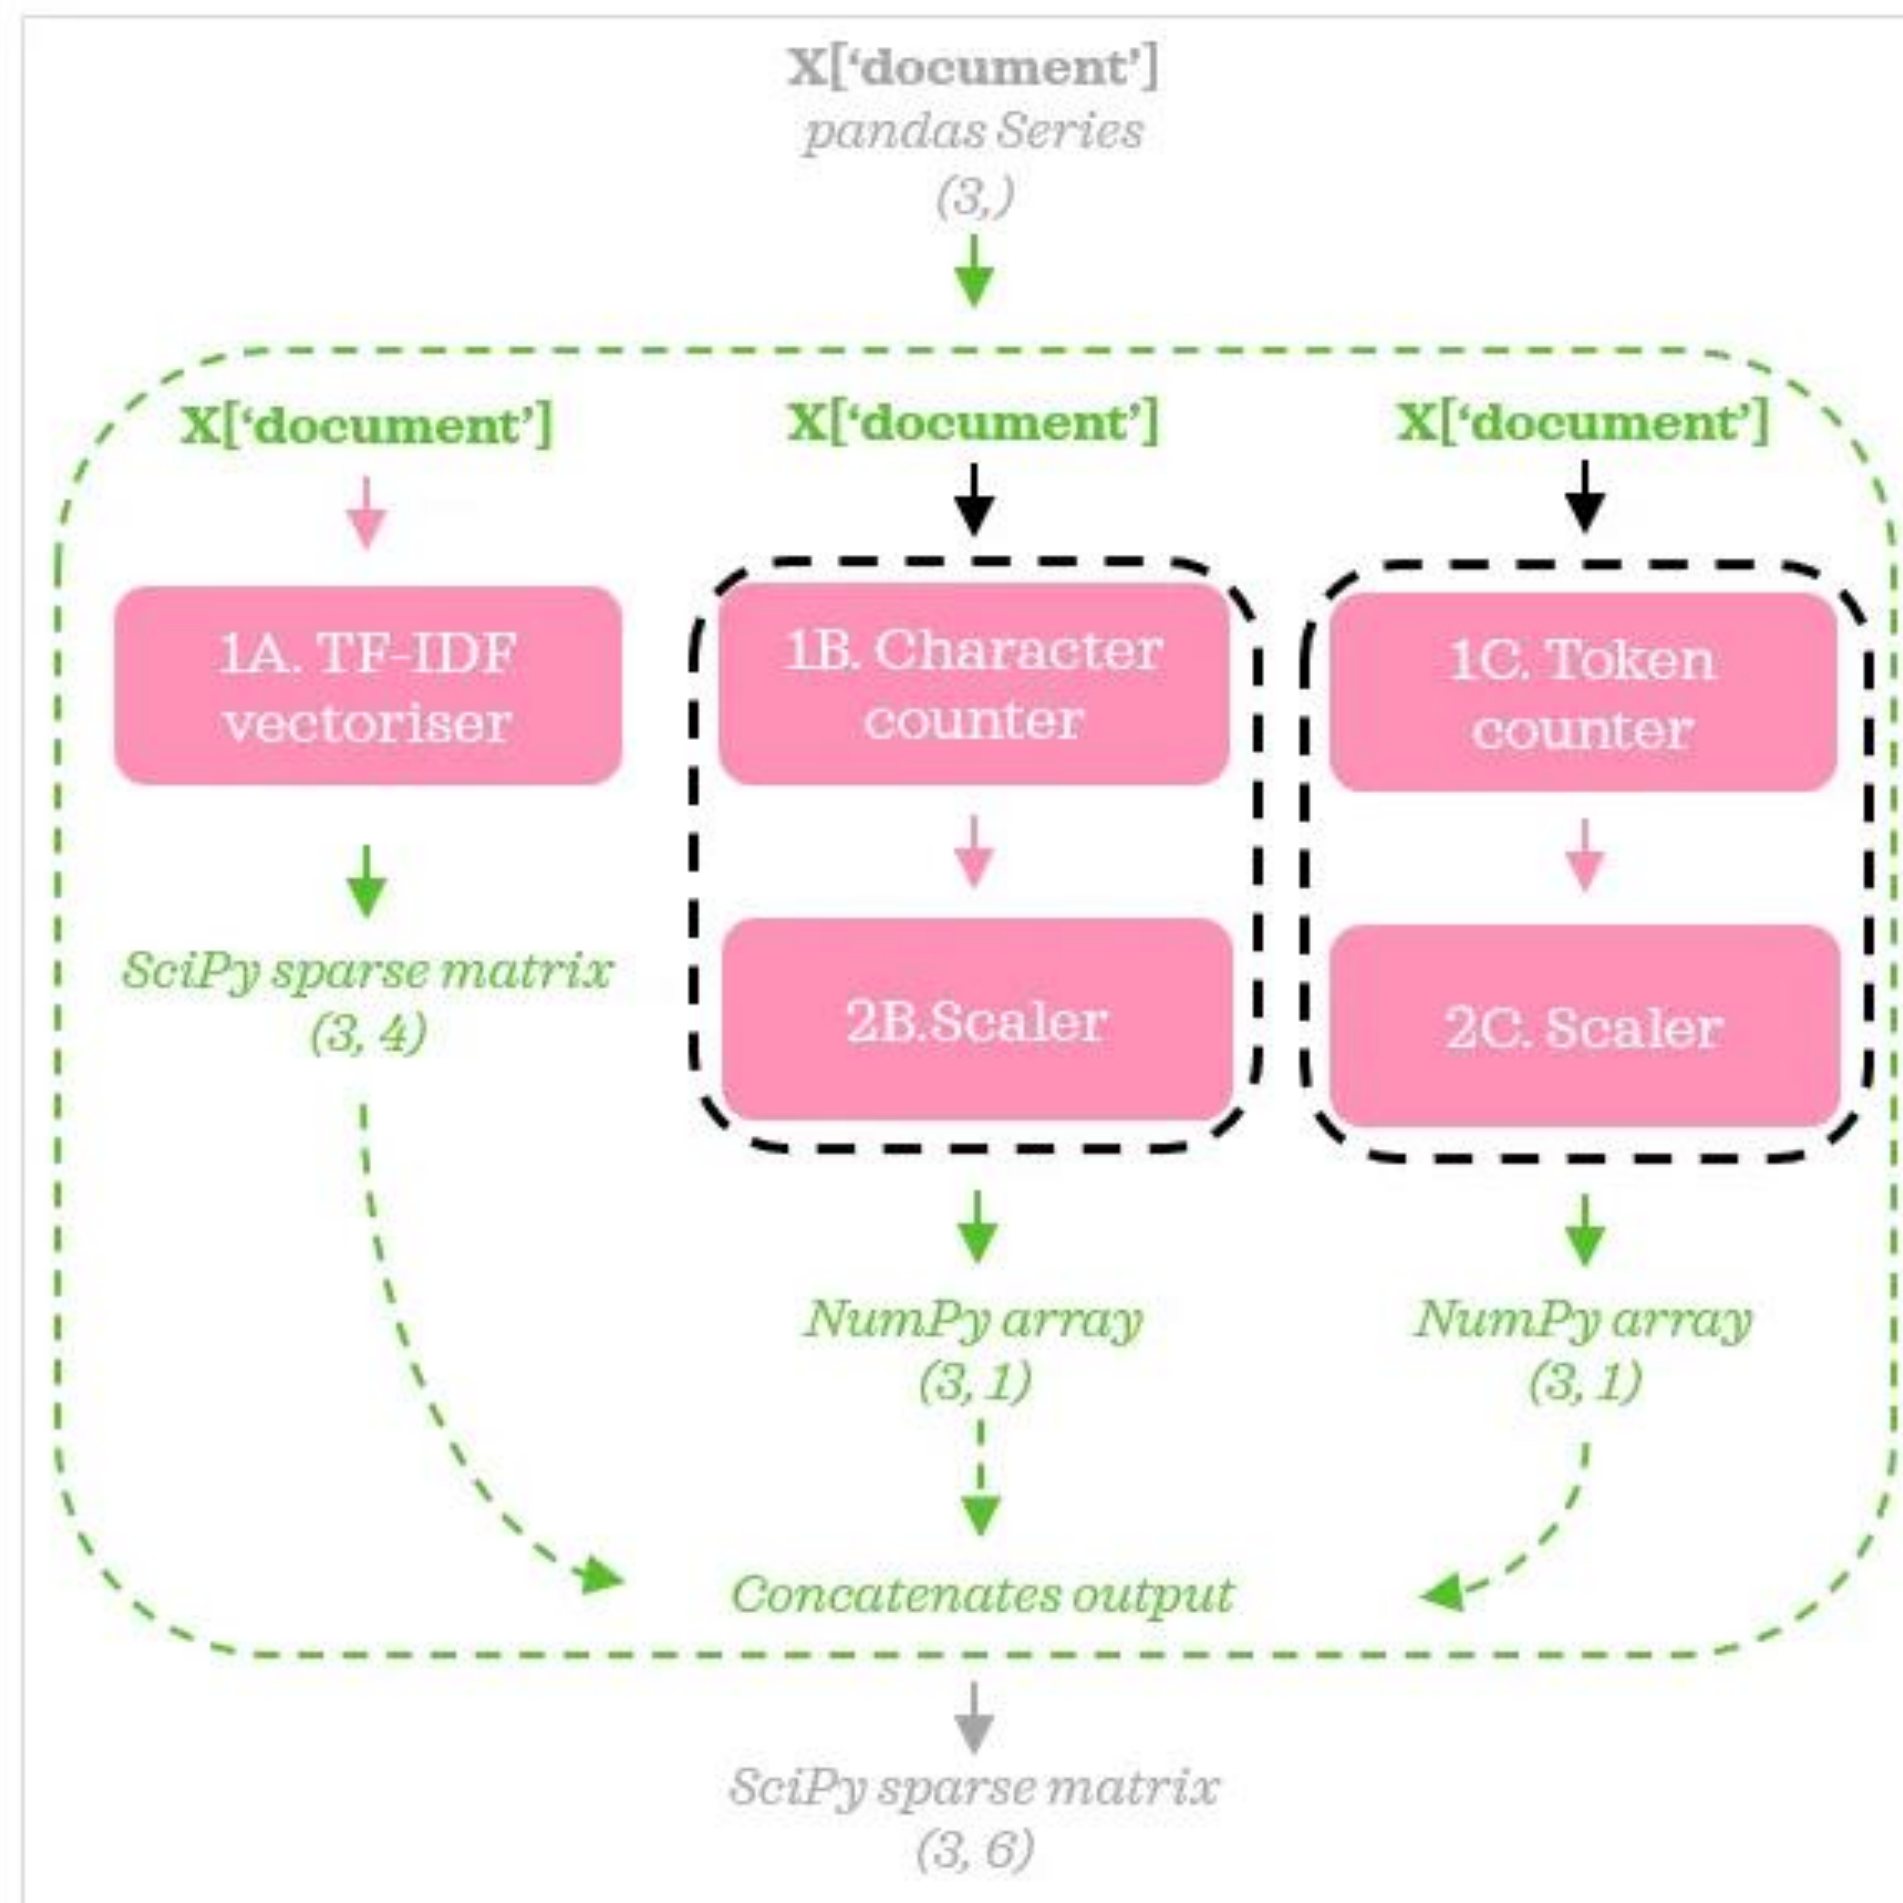 X[‘document’]
pandas Series
(3,)
X[‘document’]
X[‘document’]
X[‘document’]
1A. TF-IDF
vectoriser
1B. Character
counter
1C. Token
counter
SciPy sparse matrix
(3, 4)
2B.Scaler
2C. Scaler
NumPy array
(3, 1)
NumPy array
(3, 1)
Concatenates output
SciPy sparse matrix
(3, 6)